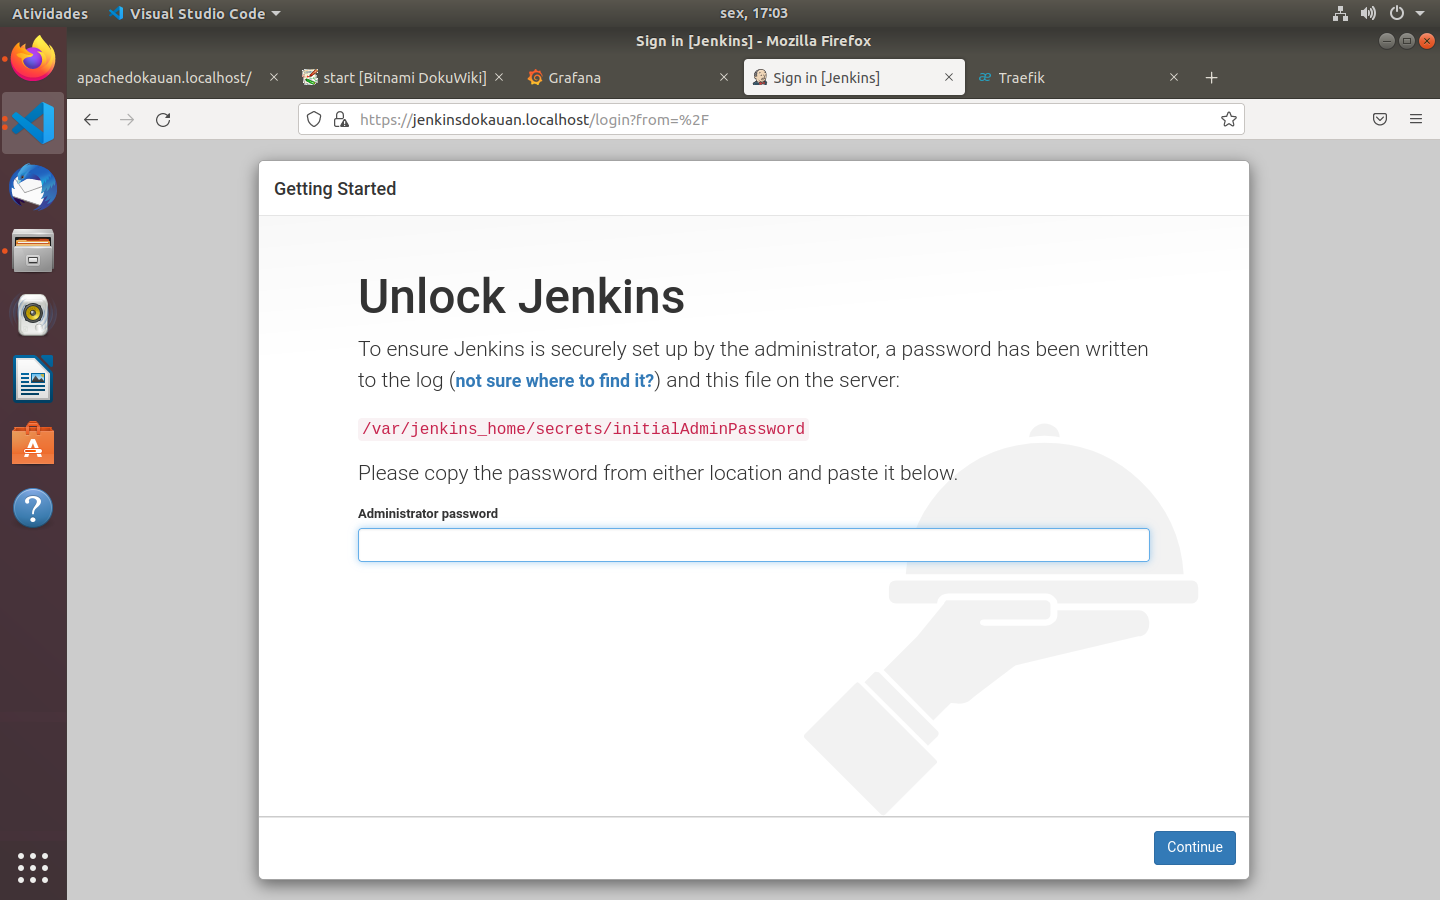 Atividades
Visual Studio Code
sex, 17:03
Sign in [Jenkins] - Mozilla Firefox
apachedokauan.localhost/
start [Bitnami DokuWiki]
Grafana
Sign in [Jenkins]
Traefik
https://jenkinsdokauan.localhost/login?from=%2F
Getting Started
Unlock Jenkins
To ensure Jenkins is securely set up by the administrator, a password has been written
to the log (not sure where to find it?) and this file on the server:
/var/jenkins_home/secrets/initialAdminPassword
Please copy the password from either location and paste it below.
Administrator password
Continue